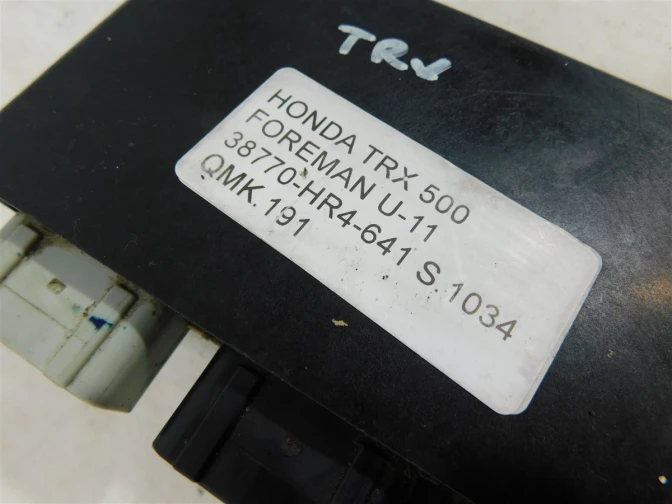 TRX
HONDA TRX 500
FOREMAN U-11
38770-HR4-641 S.1034
QMK.191